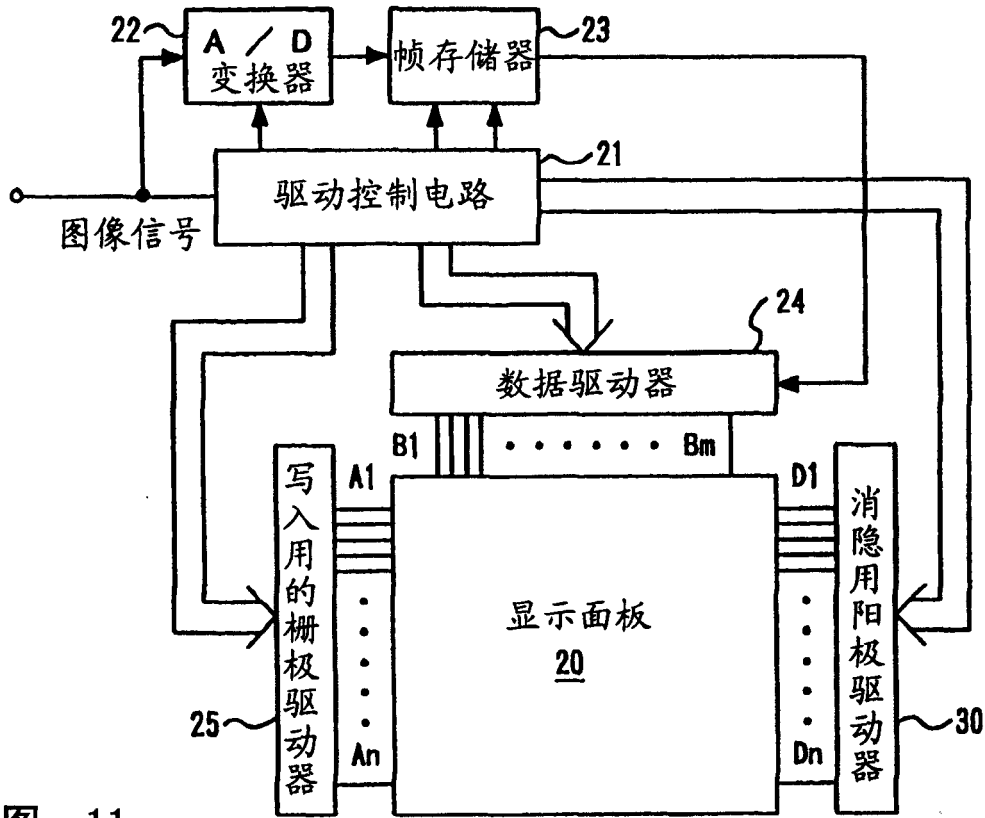 22
A / D
变换器
帧存储器
23
驱动控制电路
21
图像信号
24
数据驱动器
B1
Bm
A1
D1
写入用的栅极驱动器
消隐用阳极驱动器
显示面板
20
25
An
Dn
30
图 11